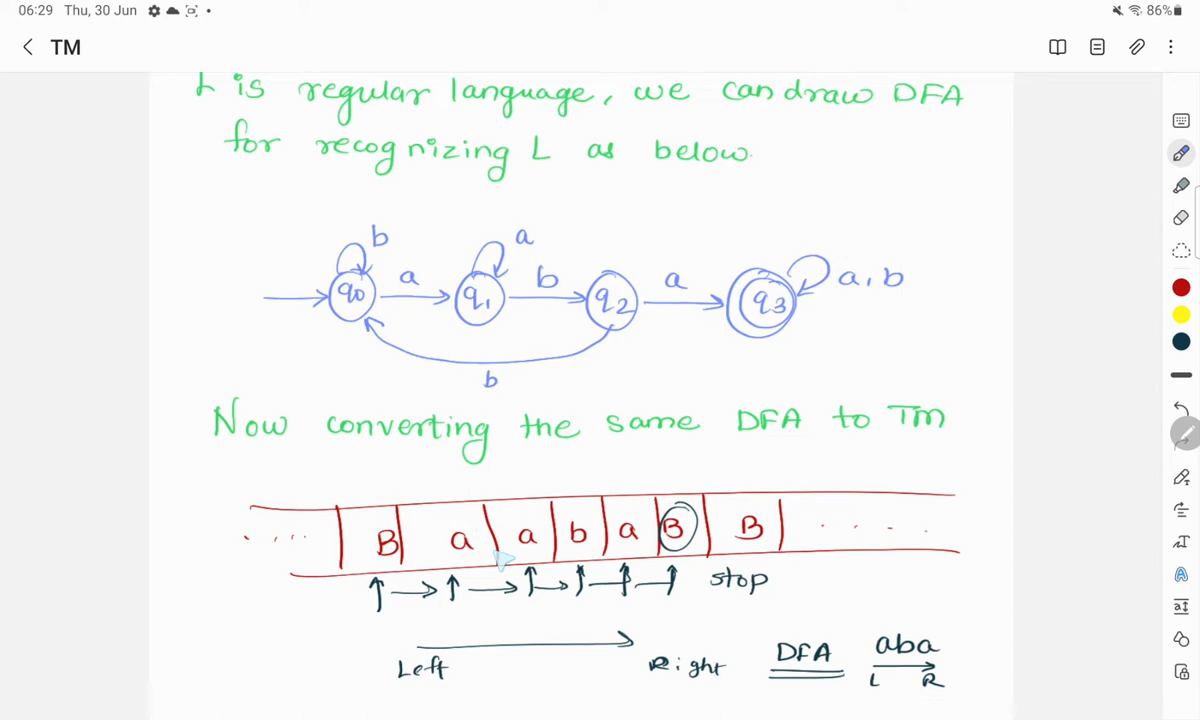 06:29 Thu, 30 Jun 86%
TM
L is regular language, we can draw DFA
for recognizing L as below.
b a
a b a a, b
q0 q1 q2 q3
b
Now converting the same DFA to TM
.... B a a b a B B ....
stop
Left Right DFA aba
L R